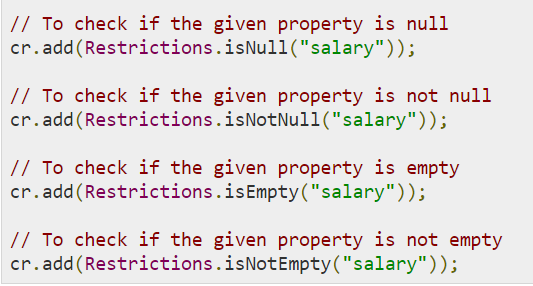 // To check if the given property is null
cr.add(Restrictions.isNull("salary"));
// To check if the given property is not null
cr.add(Restrictions.isNotNull("salary"));
// To check if the given property is empty
cr.add(Restrictions.isEmpty("salary"));
// To check if the given property is not empty
cr.add(Restrictions.isNotEmpty("salary"));